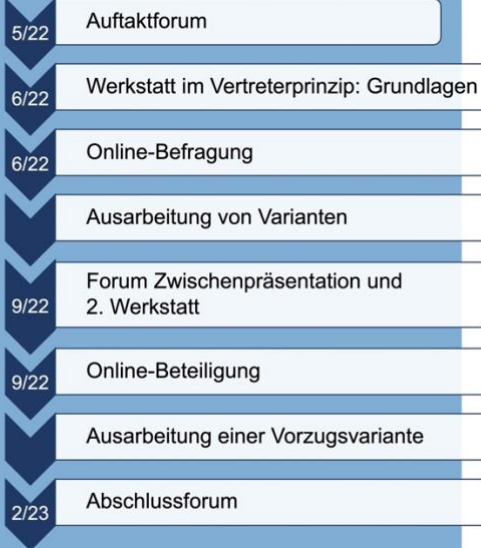 5/22
Auftaktforum
6/22
Werkstatt im Vertreterprinzip: Grundlagen
6/22
Online-Befragung
Ausarbeitung von Varianten
9/22
Forum Zwischenpräsentation und
2. Werkstatt
9/22
Online-Beteiligung
Ausarbeitung einer Vorzugsvariante
2/23
Abschlussforum